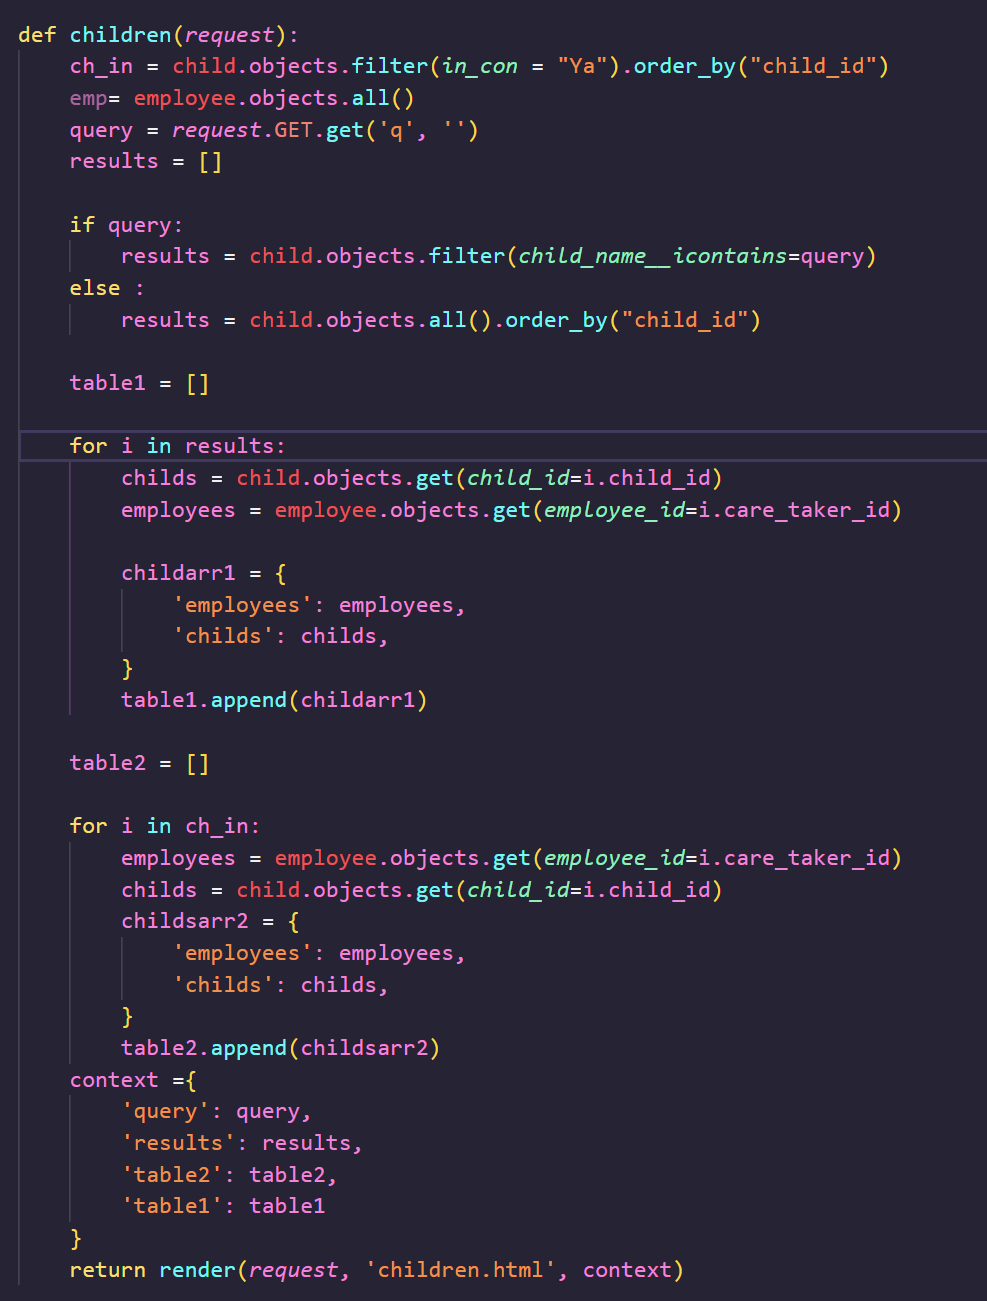 def children(request):
    ch_in = child.objects.filter(in_con = "Ya").order_by("child_id")
    emp= employee.objects.all()
    query = request.GET.get('q', '')
    results = []

    if query:
        results = child.objects.filter(child_name__icontains=query)
    else :
        results = child.objects.all().order_by("child_id")

    table1 = []

    for i in results:
        childs = child.objects.get(child_id=i.child_id)
        employees = employee.objects.get(employee_id=i.care_taker_id)

        childarr1 = {
            'employees': employees,
            'childs': childs,
        }
        table1.append(childarr1)

    table2 = []

    for i in ch_in:
        employees = employee.objects.get(employee_id=i.care_taker_id)
        childs = child.objects.get(child_id=i.child_id)
        childsarr2 = {
            'employees': employees,
            'childs': childs,
        }
        table2.append(childsarr2)
    context ={
        'query': query,
        'results': results,
        'table2': table2,
        'table1': table1
    }
    return render(request, 'children.html', context)